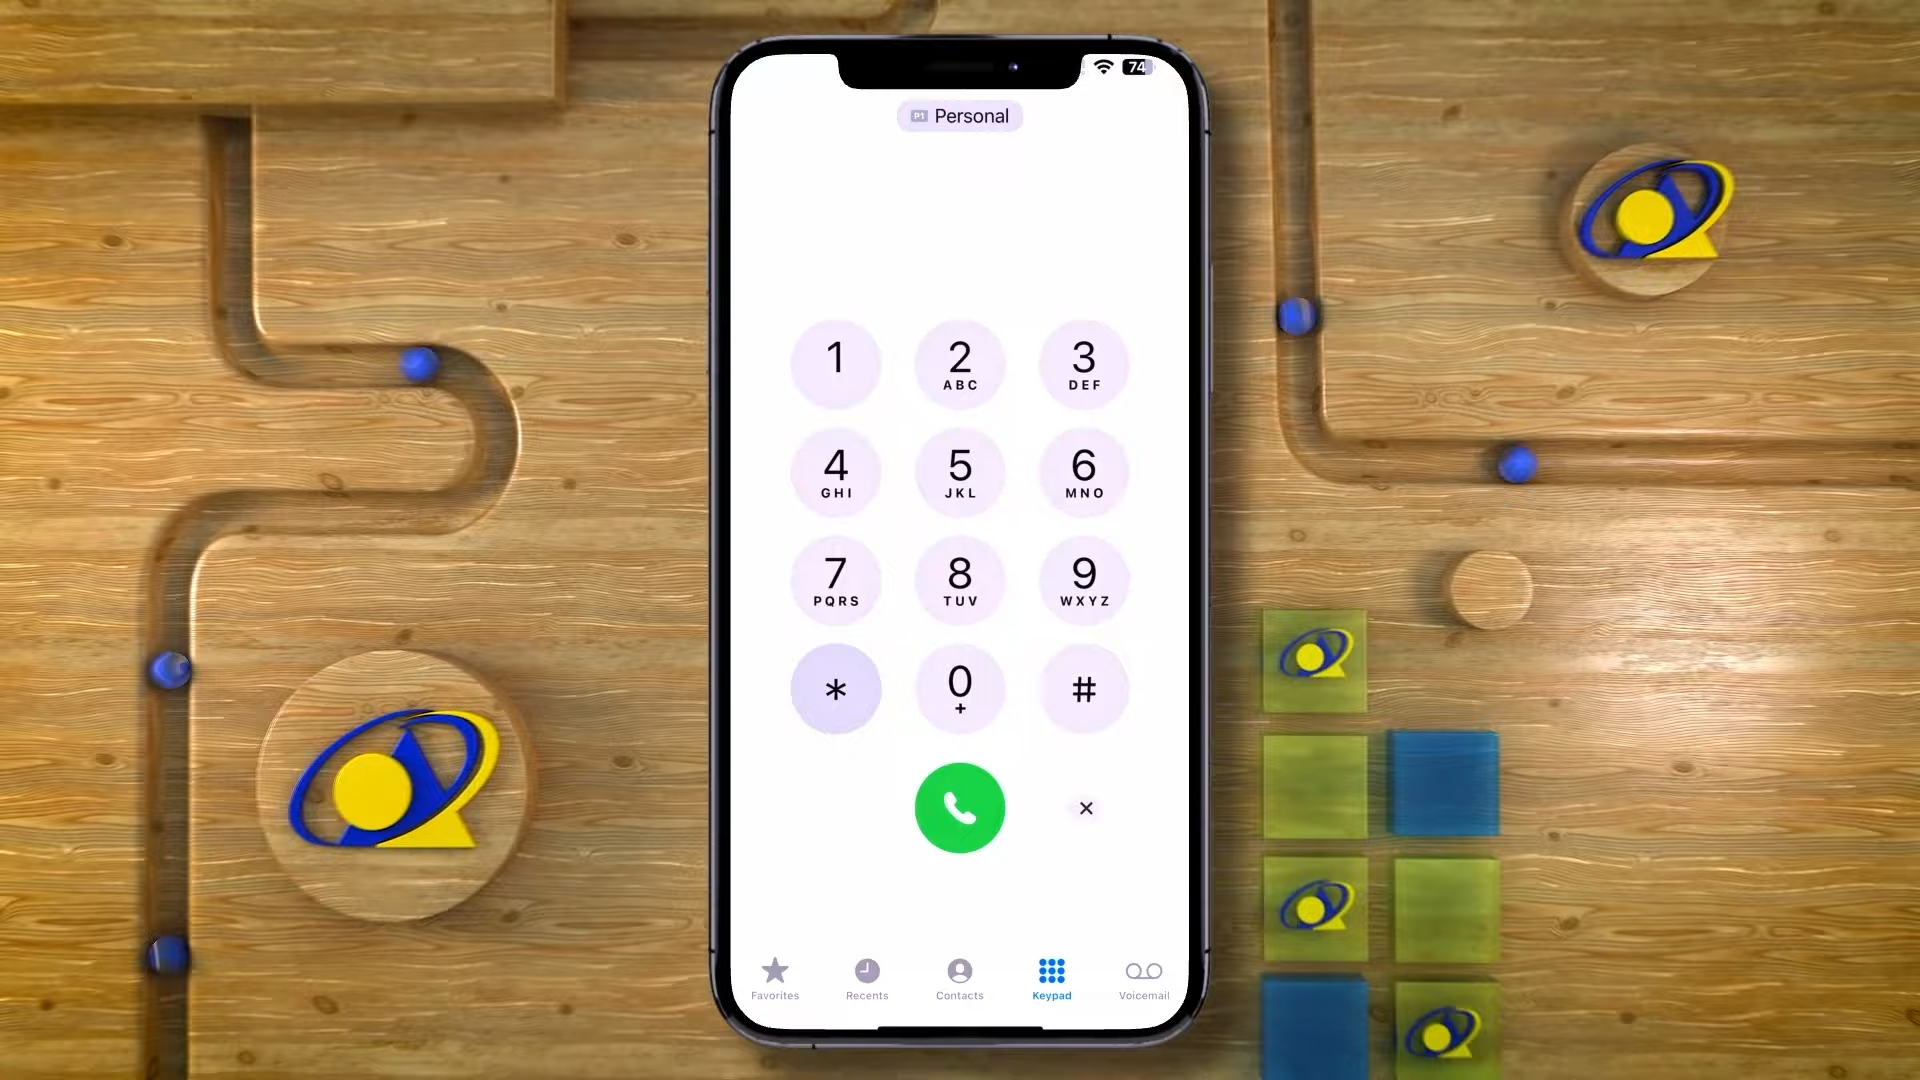 74
P1 Personal
1
2
ABC
3
DEF
4
GHI
5
JKL
6
MNO
7
PQRS
8
TUV
9
WXYZ
*
0
+
#
Favorites
Recents
Contacts
Keypad
Voicemail